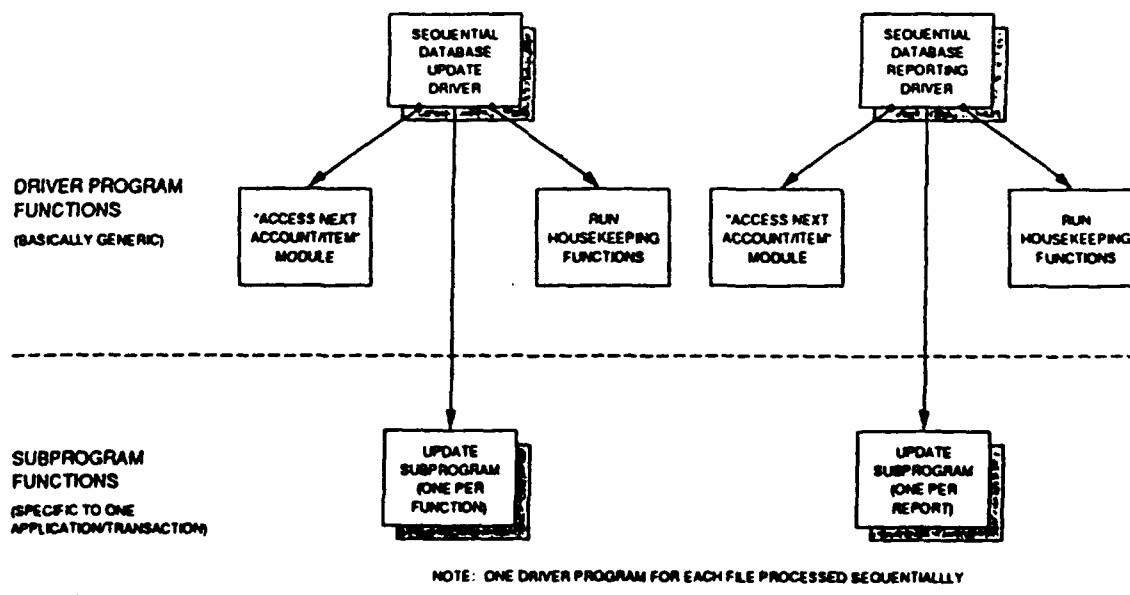 SEQUENTIAL
DATABASE
UPDATE
DRIVER
SEQUENTIAL
DATABASE
REPORTING
DRIVER
DRIVER PROGRAM
FUNCTIONS
(BASICALLY GENERIC)
"ACCESS NEXT
ACCOUNT/ITEM"
MODULE
RUN
HOUSEKEEPING
FUNCTIONS
"ACCESS NEXT
ACCOUNT/ITEM"
MODULE
RUN
HOUSEKEEPING
FUNCTIONS
SUBPROGRAM
FUNCTIONS
(SPECIFIC TO ONE
APPLICATION/TRANSACTION)
UPDATE
SUBPROGRAM
(ONE PER
FUNCTION)
UPDATE
SUBPROGRAM
(ONE PER
REPORT)
NOTE: ONE DRIVER PROGRAM FOR EACH FILE PROCESSED SEQUENTIALLLY